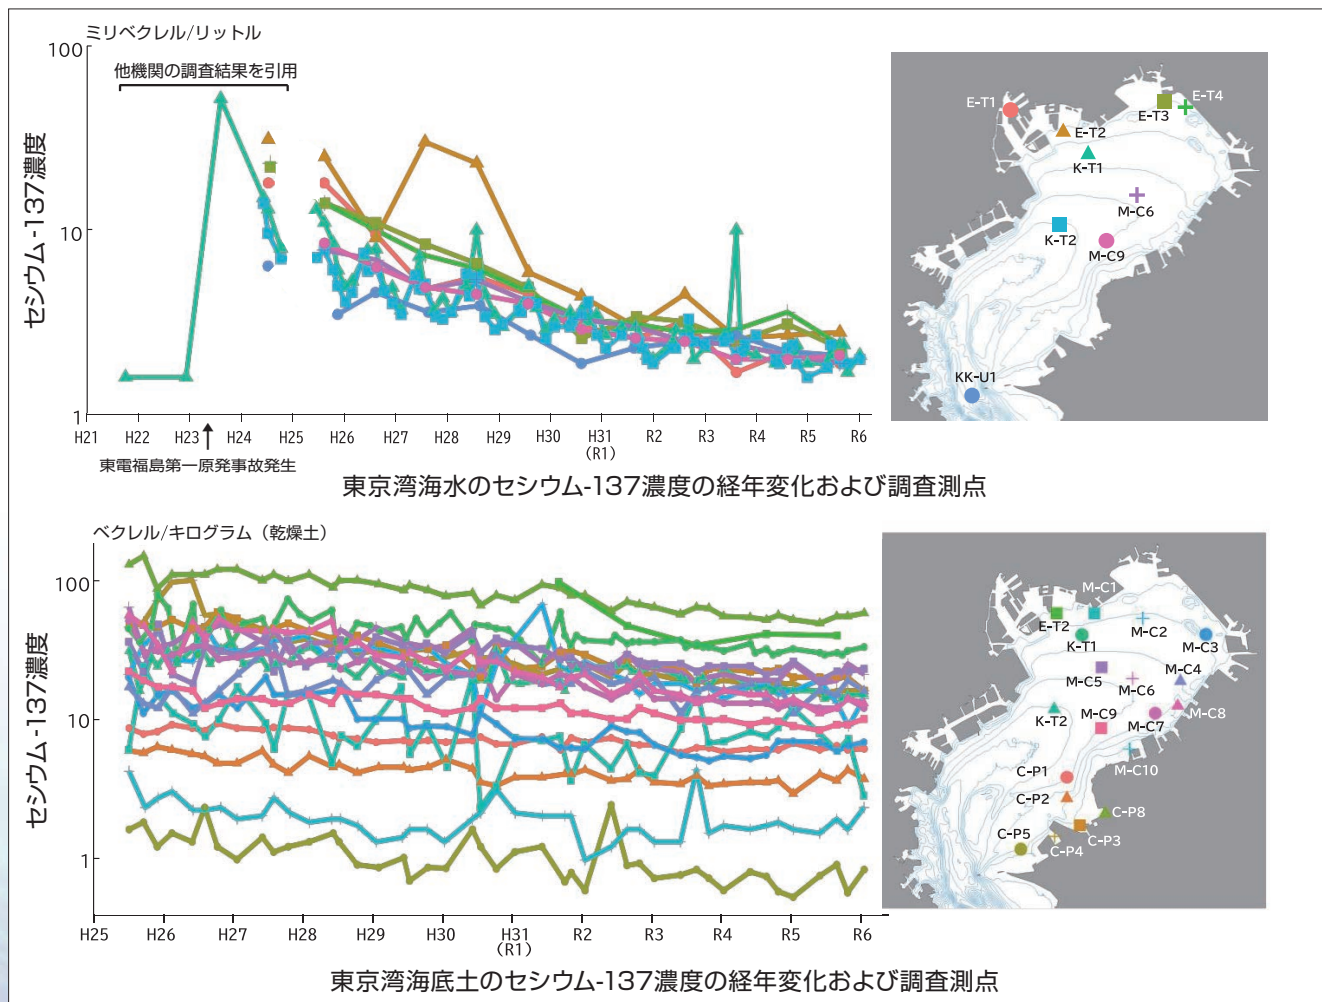 ミリベクレル/リットル
100
他機関の調査結果を引用
セシウム-137濃度
10
1
H21 H22 H23 H24 H25 H26 H27 H28 H29 H30 H31 R2 R3 R4 R5 R6
(R1)
東電福島第一原発事故発生
E-T1
E-T4
E-T3
E-T2
K-T1
M-C6
K-T2
M-C9
KK-U1
東京湾海水のセシウム-137濃度の経年変化および調査測点
ベクレル/キログラム（乾燥土）
100
セシウム-137濃度
10
1
H25 H26 H27 H28 H29 H30 H31 R2 R3 R4 R5 R6
(R1)
M-C1
E-T2
M-C2
K-T1
M-C3
M-C4
M-C5
M-C6
K-T2
M-C9
M-C8
M-C7
M-C10
C-P1
C-P2
C-P8
C-P5
C-P3
C-P4
東京湾海底土のセシウム-137濃度の経年変化および調査測点